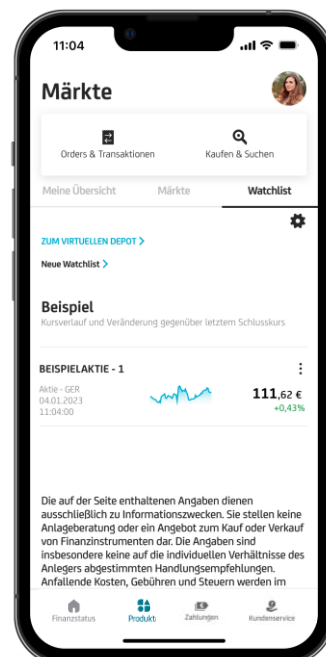 11:04
Märkte
Orders & Transaktionen
Kaufen & Suchen
Meine Übersicht
Märkte
Watchlist
ZUM VIRTUELLEN DEPOT >
Neue Watchlist >
Beispiel
Kursverlauf und Veränderung gegenüber letztem Schlusskurs
BEISPIELAKTIE - 1
Aktie - GER
04.01.2023
11:04:00
111,62 €
+0,43%
Die auf der Seite enthaltenen Angaben dienen
ausschließlich zu Informationszwecken. Sie stellen keine
Anlageberatung oder ein Angebot zum Kauf oder Verkauf
von Finanzinstrumenten dar. Die Angaben sind
insbesondere keine auf die individuellen Verhältnisse des
Anlegers abgestimmten Handlungsempfehlungen.
Anfallende Kosten, Gebühren und Steuern werden im
Finanzstatus
Produkt
Zahlungen
Kundenservice